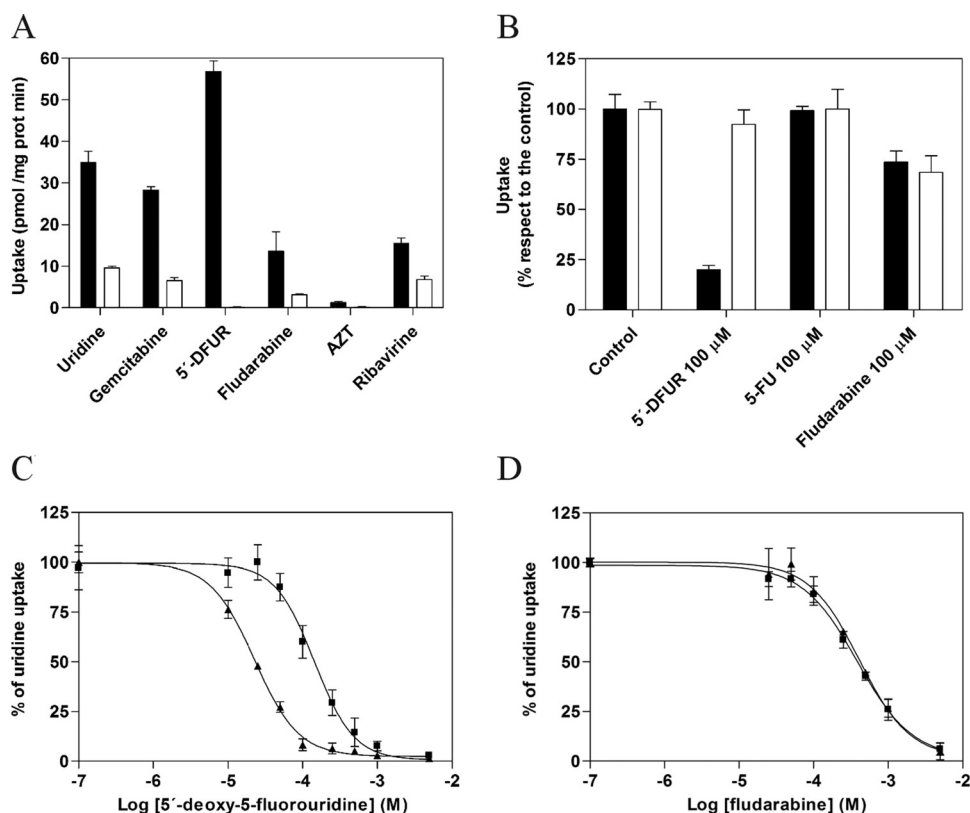 A
Uptake (pmol /mg prot min)
60
50
40
30
20
10
0
Uridine
Gemcitabine
5´-DFUR
Fludarabine
AZT
Ribavirine
B
Uptake
(% respect to the control)
125
100
75
50
25
0
Control
5´-DFUR 100 μM
5-FU 100 μM
Fludarabine 100 μM
C
% of uridine uptake
125
100
75
50
25
0
-7
-6
-5
-4
-3
-2
Log [5´-deoxy-5-fluorouridine] (M)
D
% of uridine uptake
125
100
75
50
25
0
-7
-6
-5
-4
-3
-2
Log [fludarabine] (M)